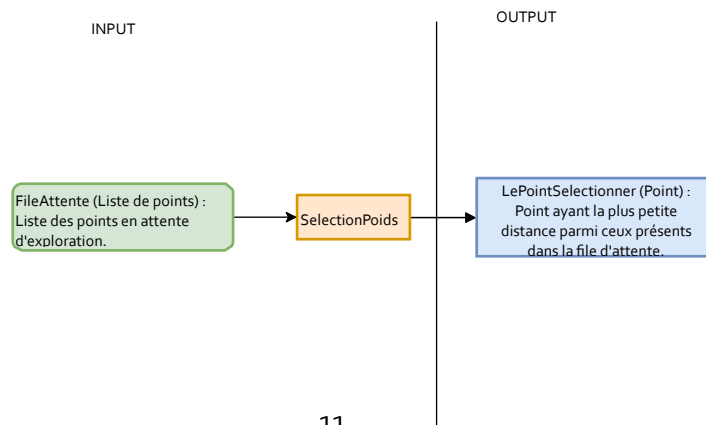 INPUT
OUTPUT
FileAttente (Liste de points) :
Liste des points en attente
d'exploration.
SelectionPoids
LePointSelectionner (Point) :
Point ayant la plus petite
distance parmi ceux présents
dans la file d'attente.
11